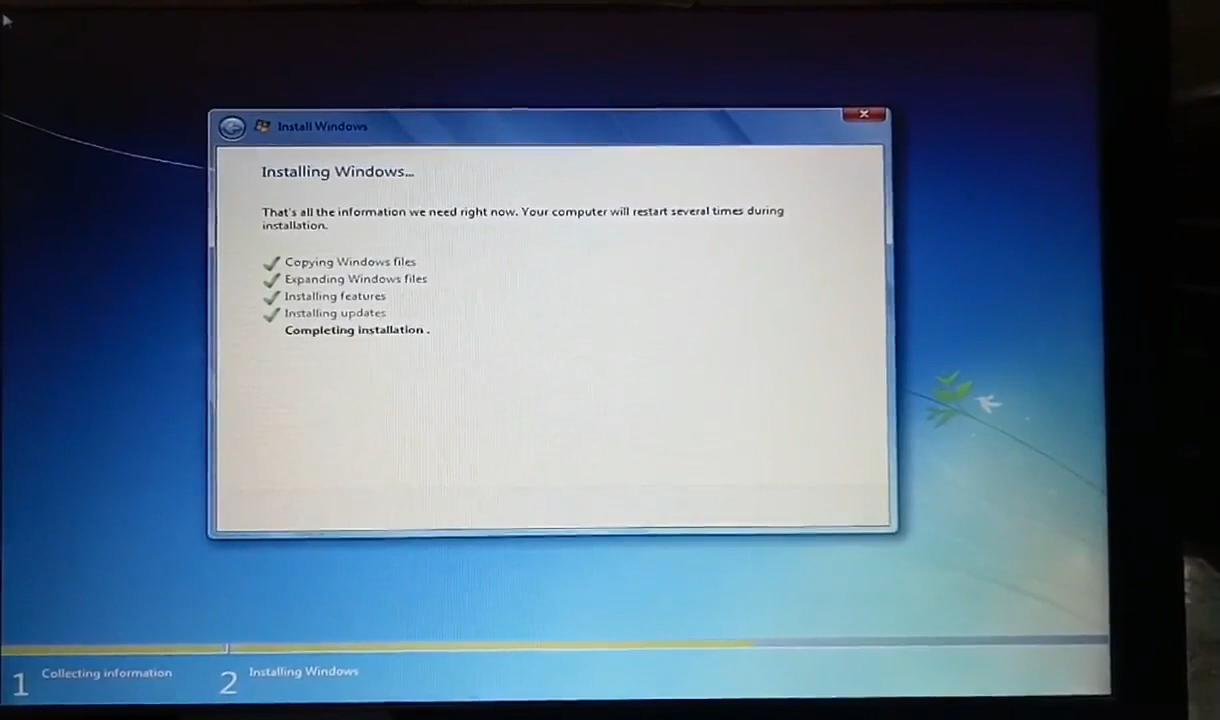 Install Windows
Installing Windows...
That's all the information we need right now. Your computer will restart several times during
installation.
Copying Windows files
Expanding Windows files
Installing features
Installing updates
Completing installation .
1 Collecting information
2 Installing Windows